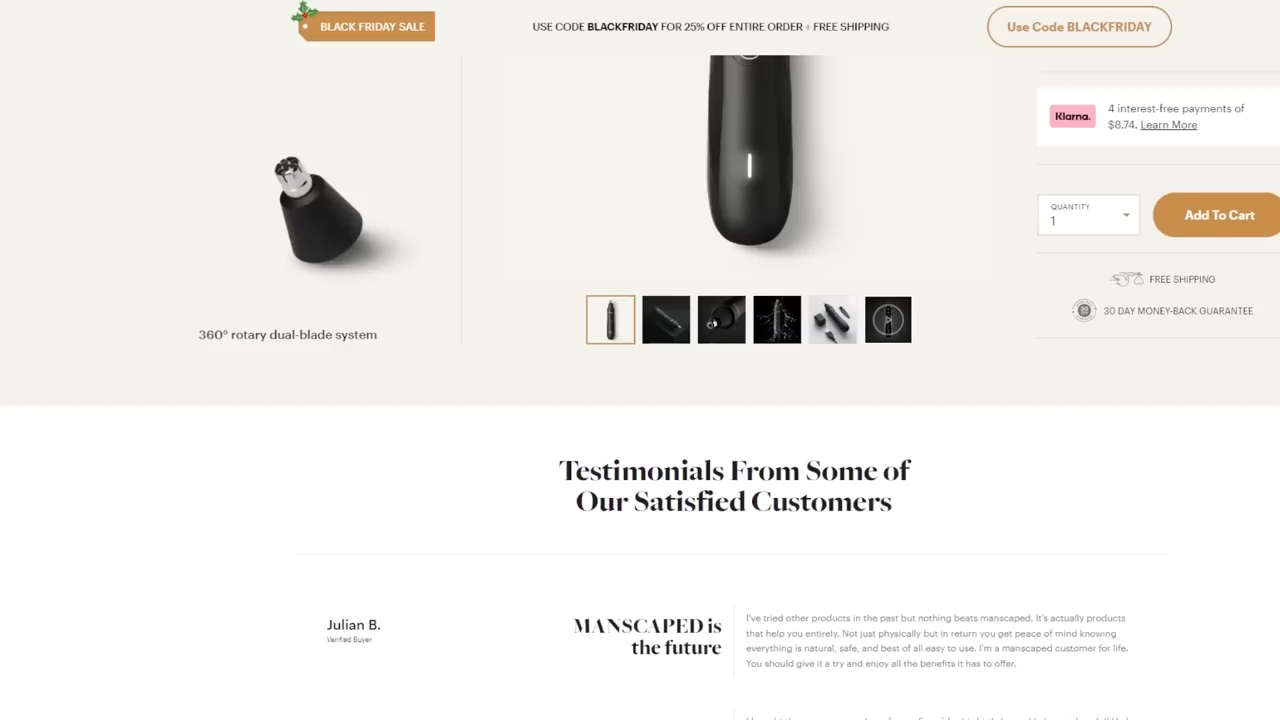 BLACK FRIDAY SALE
USE CODE BLACKFRIDAY FOR 25% OFF ENTIRE ORDER + FREE SHIPPING
Use Code BLACKFRIDAY
Klarna.
4 interest-free payments of
$8.74. Learn More
QUANTITY
1
Add To Cart
FREE SHIPPING
30 DAY MONEY-BACK GUARANTEE
360° rotary dual-blade system
Testimonials From Some of
Our Satisfied Customers
Julian B.
Verified Buyer
MANSCAPED is
the future
I've tried other products in the past but nothing beats manscaped. It's actually products
that help you entirely. Not just physically but in return you get peace of mind knowing
everything is natural, safe, and best of all easy to use. I'm a manscaped customer for life.
You should give it a try and enjoy all the benefits it has to offer.